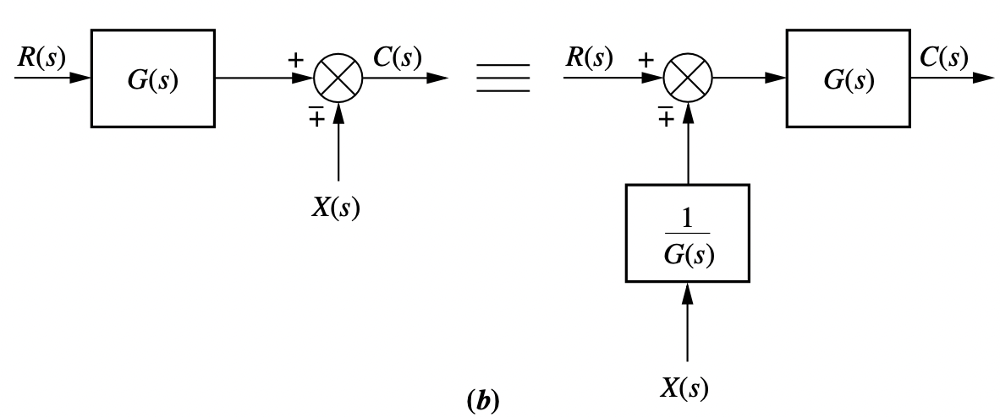 R(s) G(s) + C(s) R(s) + G(s) C(s)
∓ ∓
X(s)
1
G(s)
X(s)
(b)